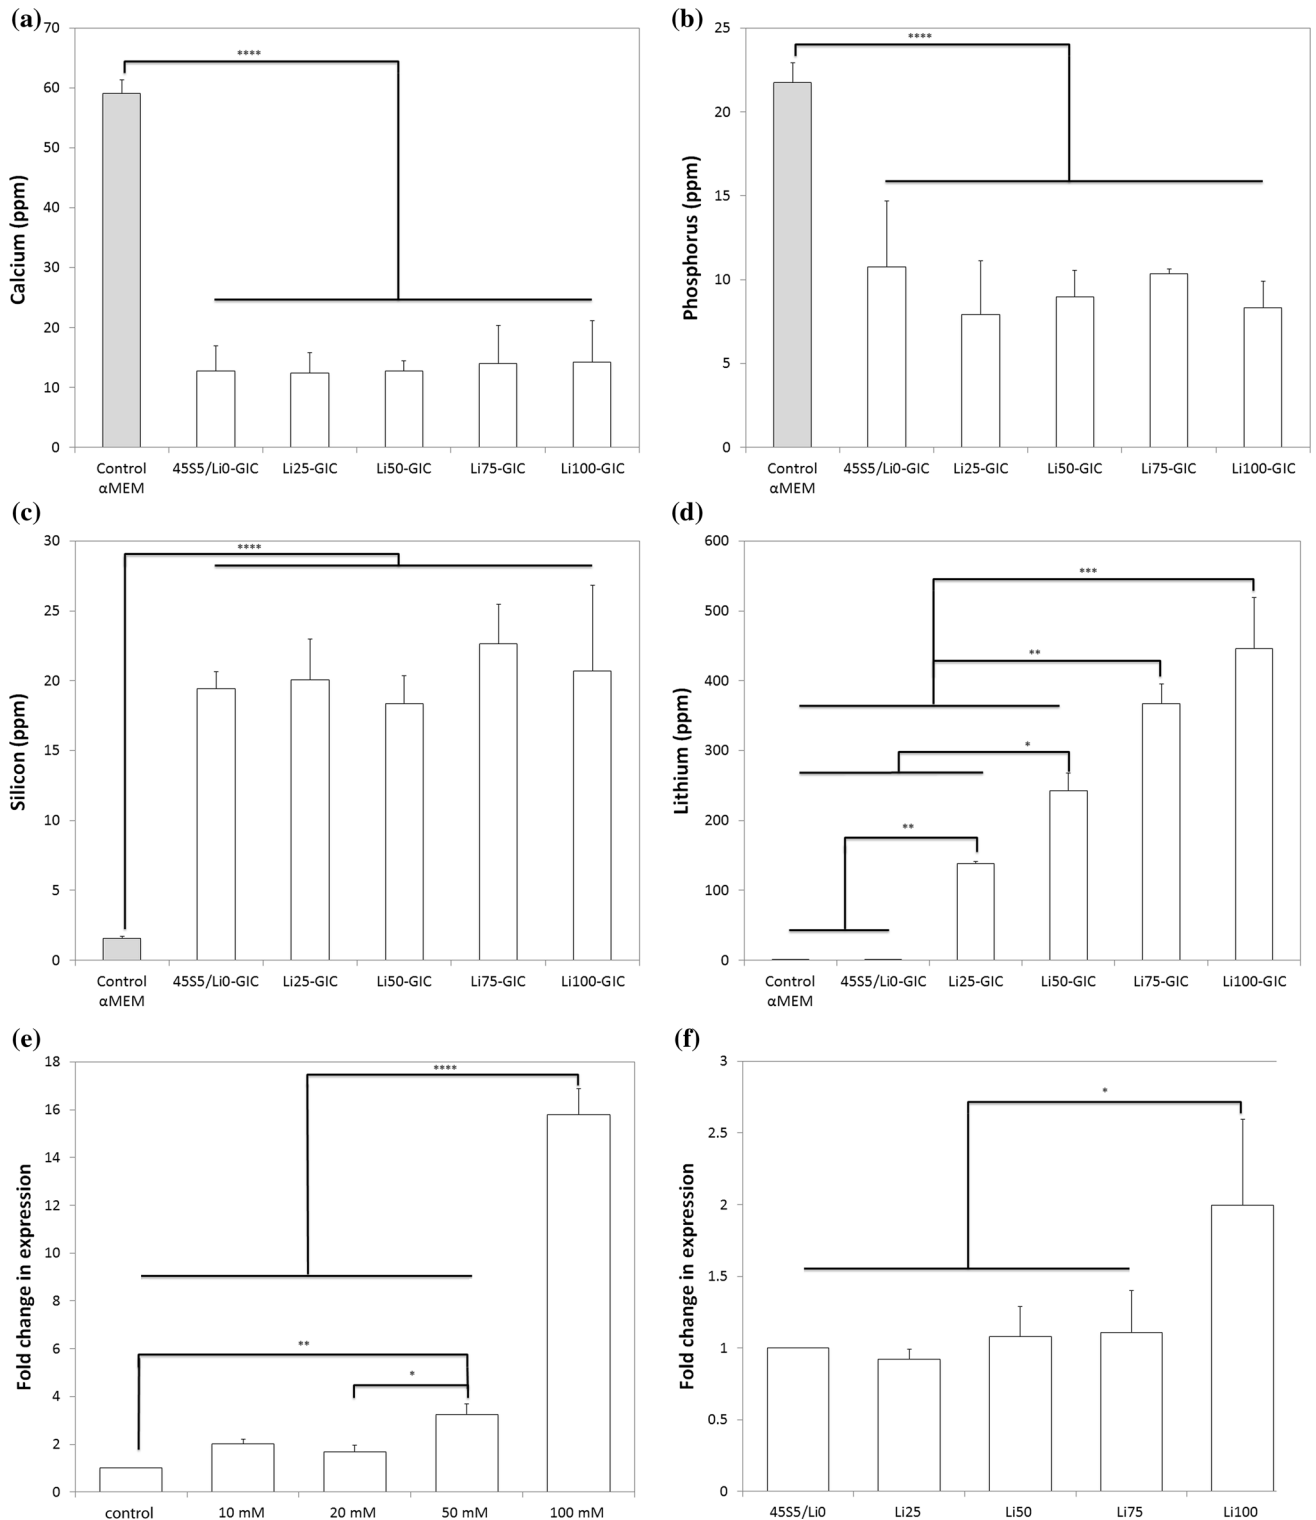 (a)
70
60
50
40
30
20
10
0
Calcium (ppm)
****
Control αMEM
45S5/Li0-GIC
Li25-GIC
Li50-GIC
Li75-GIC
Li100-GIC
(b)
25
20
15
10
5
0
Phosphorus (ppm)
****
Control αMEM
45S5/Li0-GIC
Li25-GIC
Li50-GIC
Li75-GIC
Li100-GIC
(c)
30
25
20
15
10
5
0
Silicon (ppm)
****
Control αMEM
45S5/Li0-GIC
Li25-GIC
Li50-GIC
Li75-GIC
Li100-GIC
(d)
600
500
400
300
200
100
0
Lithium (ppm)
***
**
*
**
Control αMEM
45S5/Li0-GIC
Li25-GIC
Li50-GIC
Li75-GIC
Li100-GIC
(e)
18
16
14
12
10
8
6
4
2
0
Fold change in expression
****
**
*
control
10 mM
20 mM
50 mM
100 mM
(f)
3
2.5
2
1.5
1
0.5
0
Fold change in expression
*
45S5/Li0
Li25
Li50
Li75
Li100